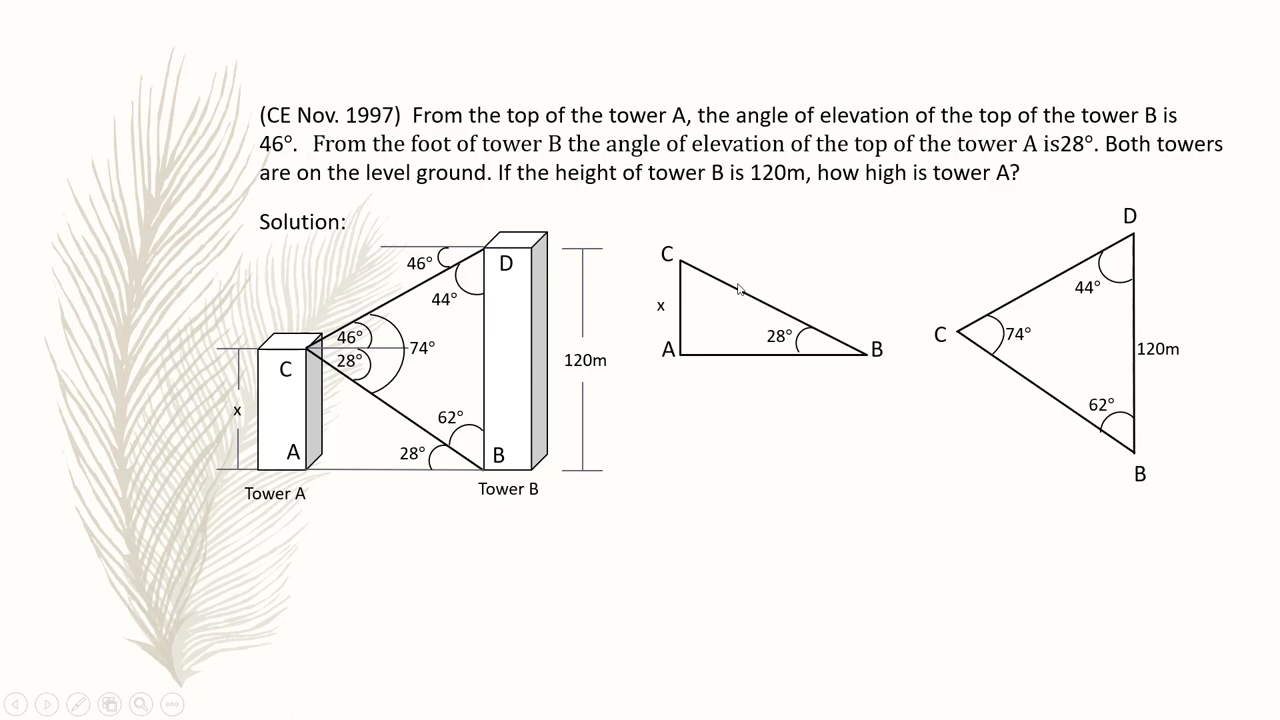 (CE Nov. 1997)  From the top of the tower A, the angle of elevation of the top of the tower B is
46°.   From the foot of tower B the angle of elevation of the top of the tower A is28°. Both towers
are on the level ground. If the height of tower B is 120m, how high is tower A?
Solution:
46°
D
44°
46°
74°
28°
C
x
120m
62°
A
28°
B
Tower A
Tower B
C
x
28°
A
B
D
44°
C
74°
120m
62°
B